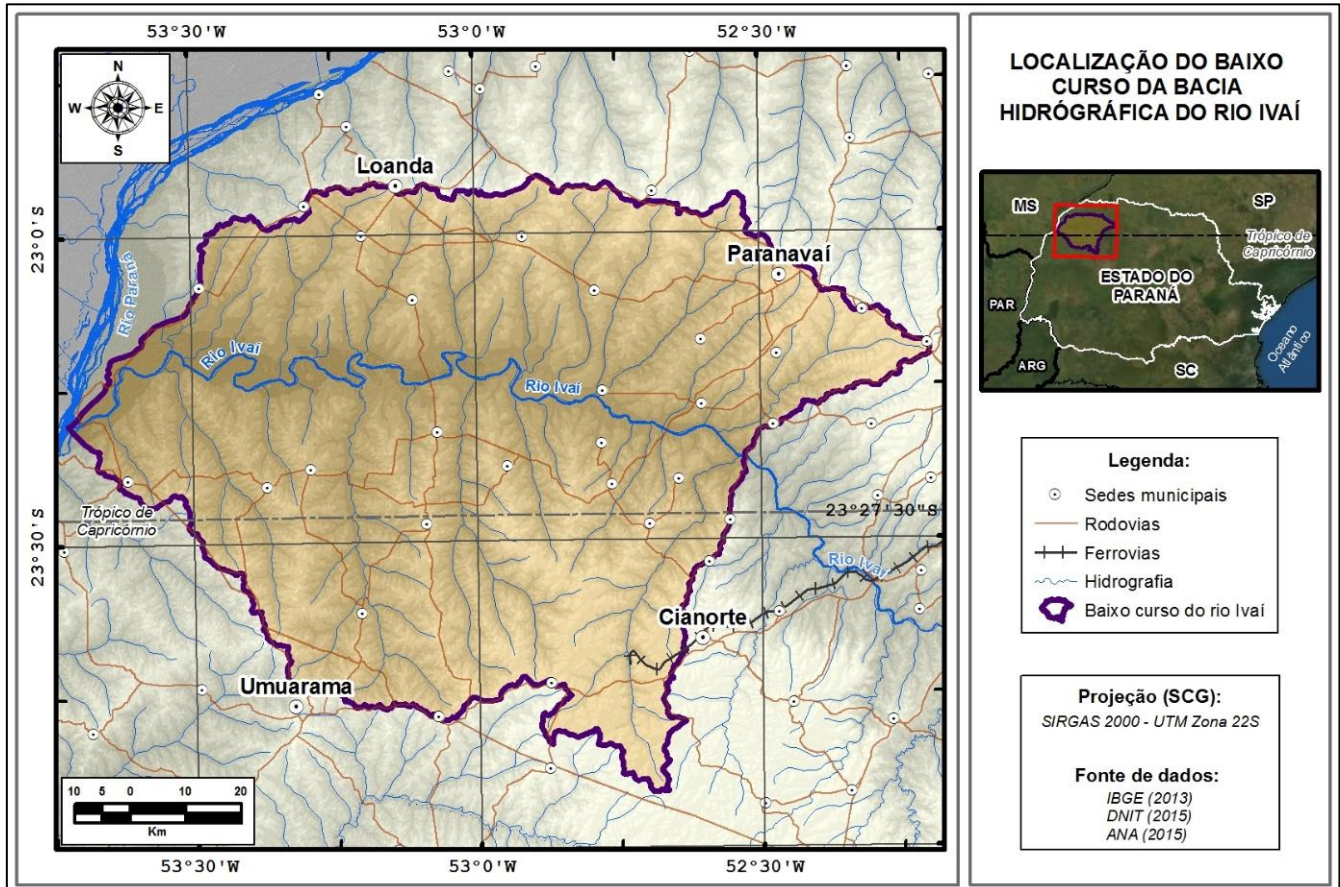 53°30'W
53°0'W
52°30'W
N
W
E
S
Loanda
23°0'S
Paranavaí
Rio Paraná
Rio Ivaí
Rio Ivaí
Trópico de
Capricórnio
23°27'30"S
23°30'S
Rio Ivaí
Cianorte
Umuarama
10 5 0 10 20
Km
53°30'W
53°0'W
52°30'W
LOCALIZAÇÃO DO BAIXO
CURSO DA BACIA
HIDRÓGRÁFICA DO RIO IVAÍ
MS
SP
Trópico de
Capricórnio
ESTADO DO
PARANÁ
PAR
ARG
SC
Oceano
Atlântico
Legenda:
Sedes municipais
Rodovias
Ferrovias
Hidrografia
Baixo curso do rio Ivaí
Projeção (SCG):
SIRGAS 2000 - UTM Zona 22S
Fonte de dados:
IBGE (2013)
DNIT (2015)
ANA (2015)